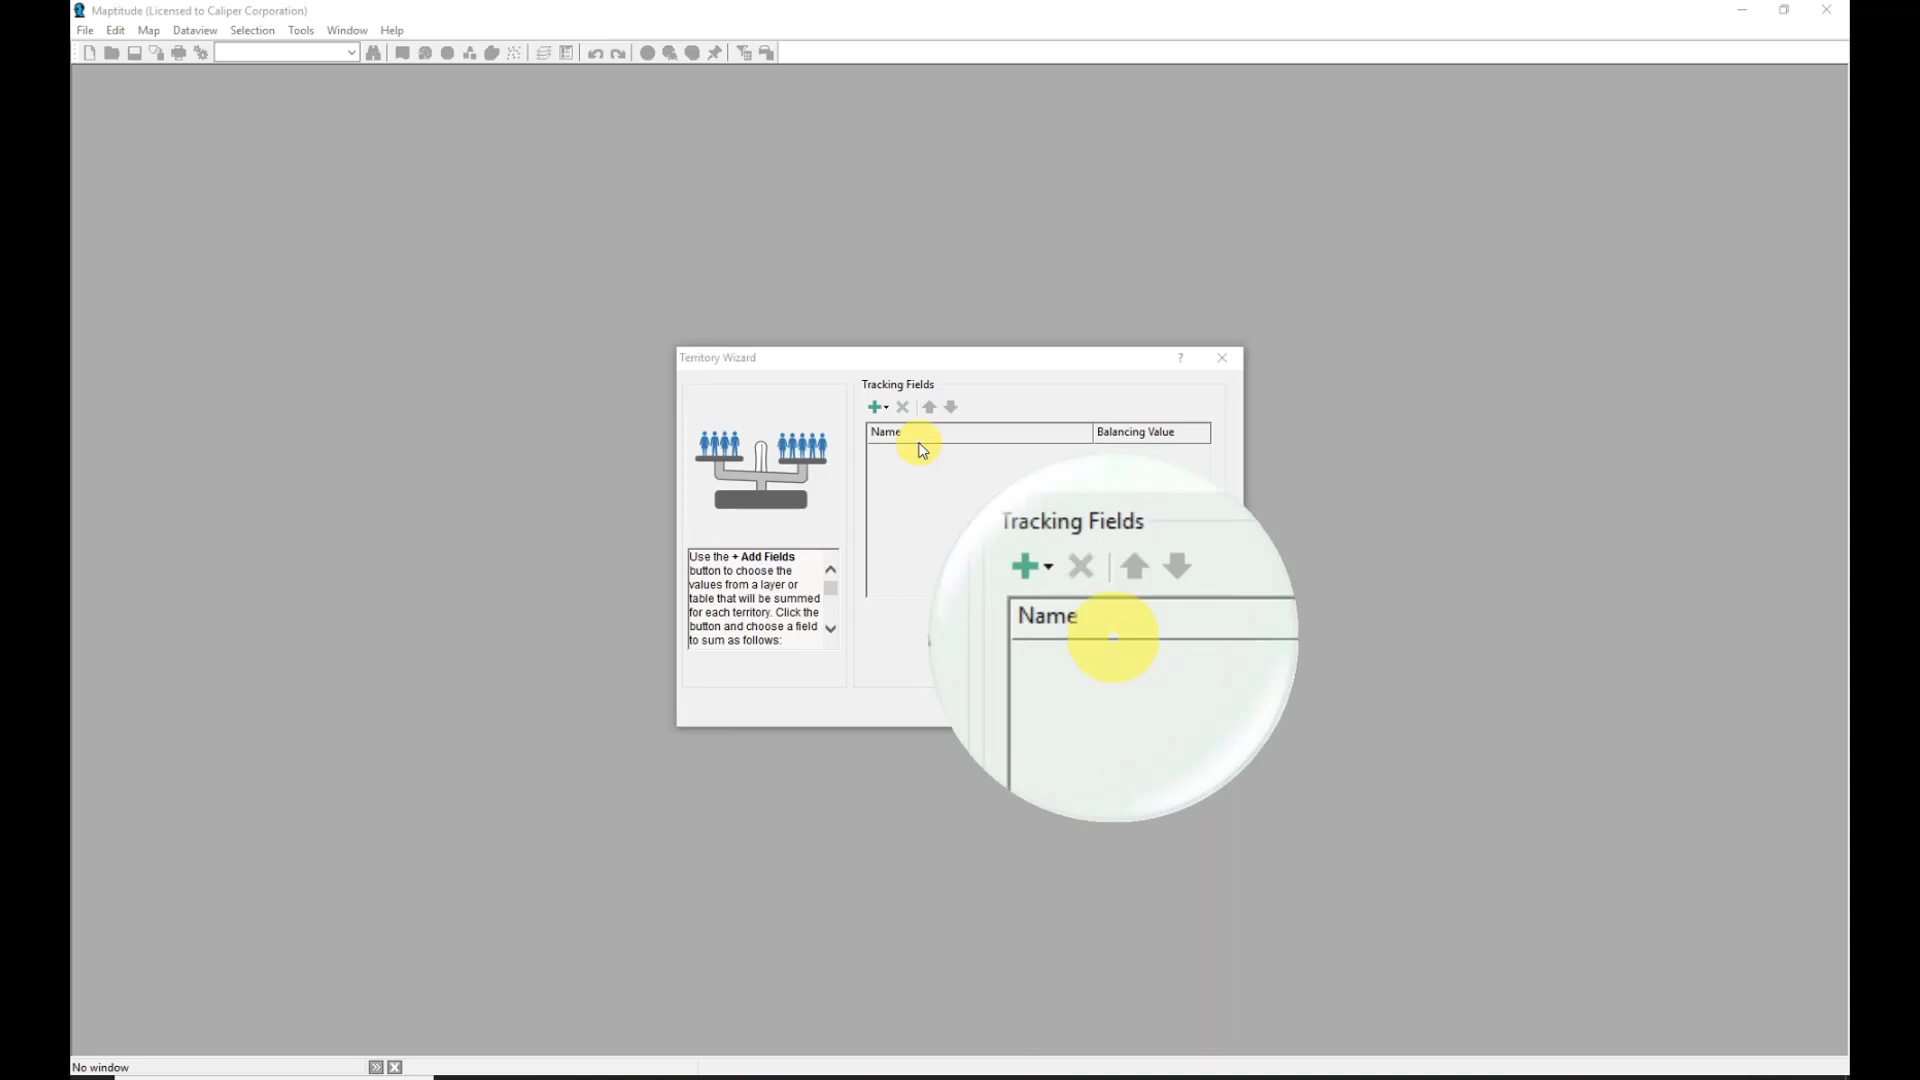 Maptitude (Licensed to Caliper Corporation)
File Edit Map Dataview Selection Tools Window Help
Territory Wizard
?
Tracking Fields
Name
Balancing Value
Use the + Add Fields
button to choose the
values from a layer or
table that will be summed
for each territory. Click the
button and choose a field
to sum as follows:
Tracking Fields
Name
No window